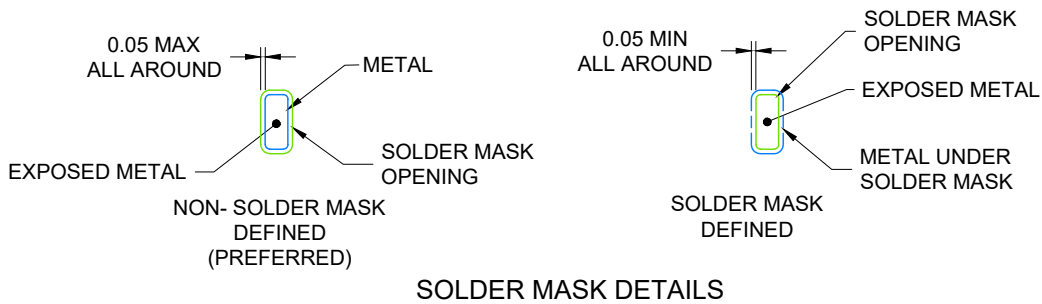 0.05 MAX
ALL AROUND
METAL
EXPOSED METAL
SOLDER MASK
OPENING
NON- SOLDER MASK
DEFINED
(PREFERRED)
0.05 MIN
ALL AROUND
SOLDER MASK
OPENING
EXPOSED METAL
METAL UNDER
SOLDER MASK
SOLDER MASK
DEFINED
SOLDER MASK DETAILS